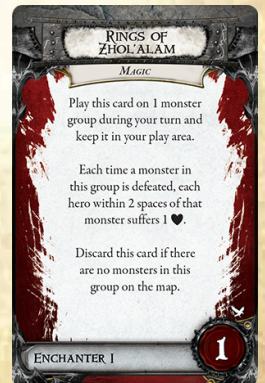 RINGS OF
ZHOL'ALAM
MAGIC
Play this card on 1 monster
group during your turn and
keep it in your play area.
Each time a monster in
this group is defeated, each
hero within 2 spaces of that
monster suffers 1 ♥.
Discard this card if there
are no monsters in this
group on the map.
ENCHANTER I
1